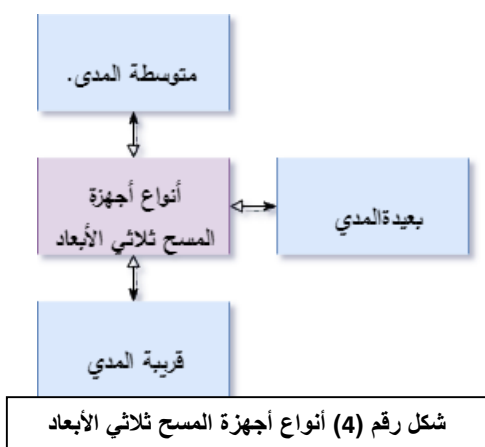 متوسطة المدى.
أنواع أجهزة
المسح ثلاثي الأبعاد
بعيدةالمدي
قريبة المدي
شكل رقم (4) أنواع أجهزة المسح ثلاثي الأبعاد